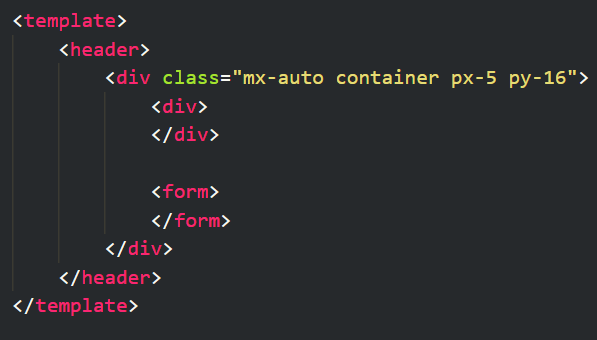 <template>
    <header>
        <div class="mx-auto container px-5 py-16">
            <div>
            </div>

            <form>
            </form>
        </div>
    </header>
</template>